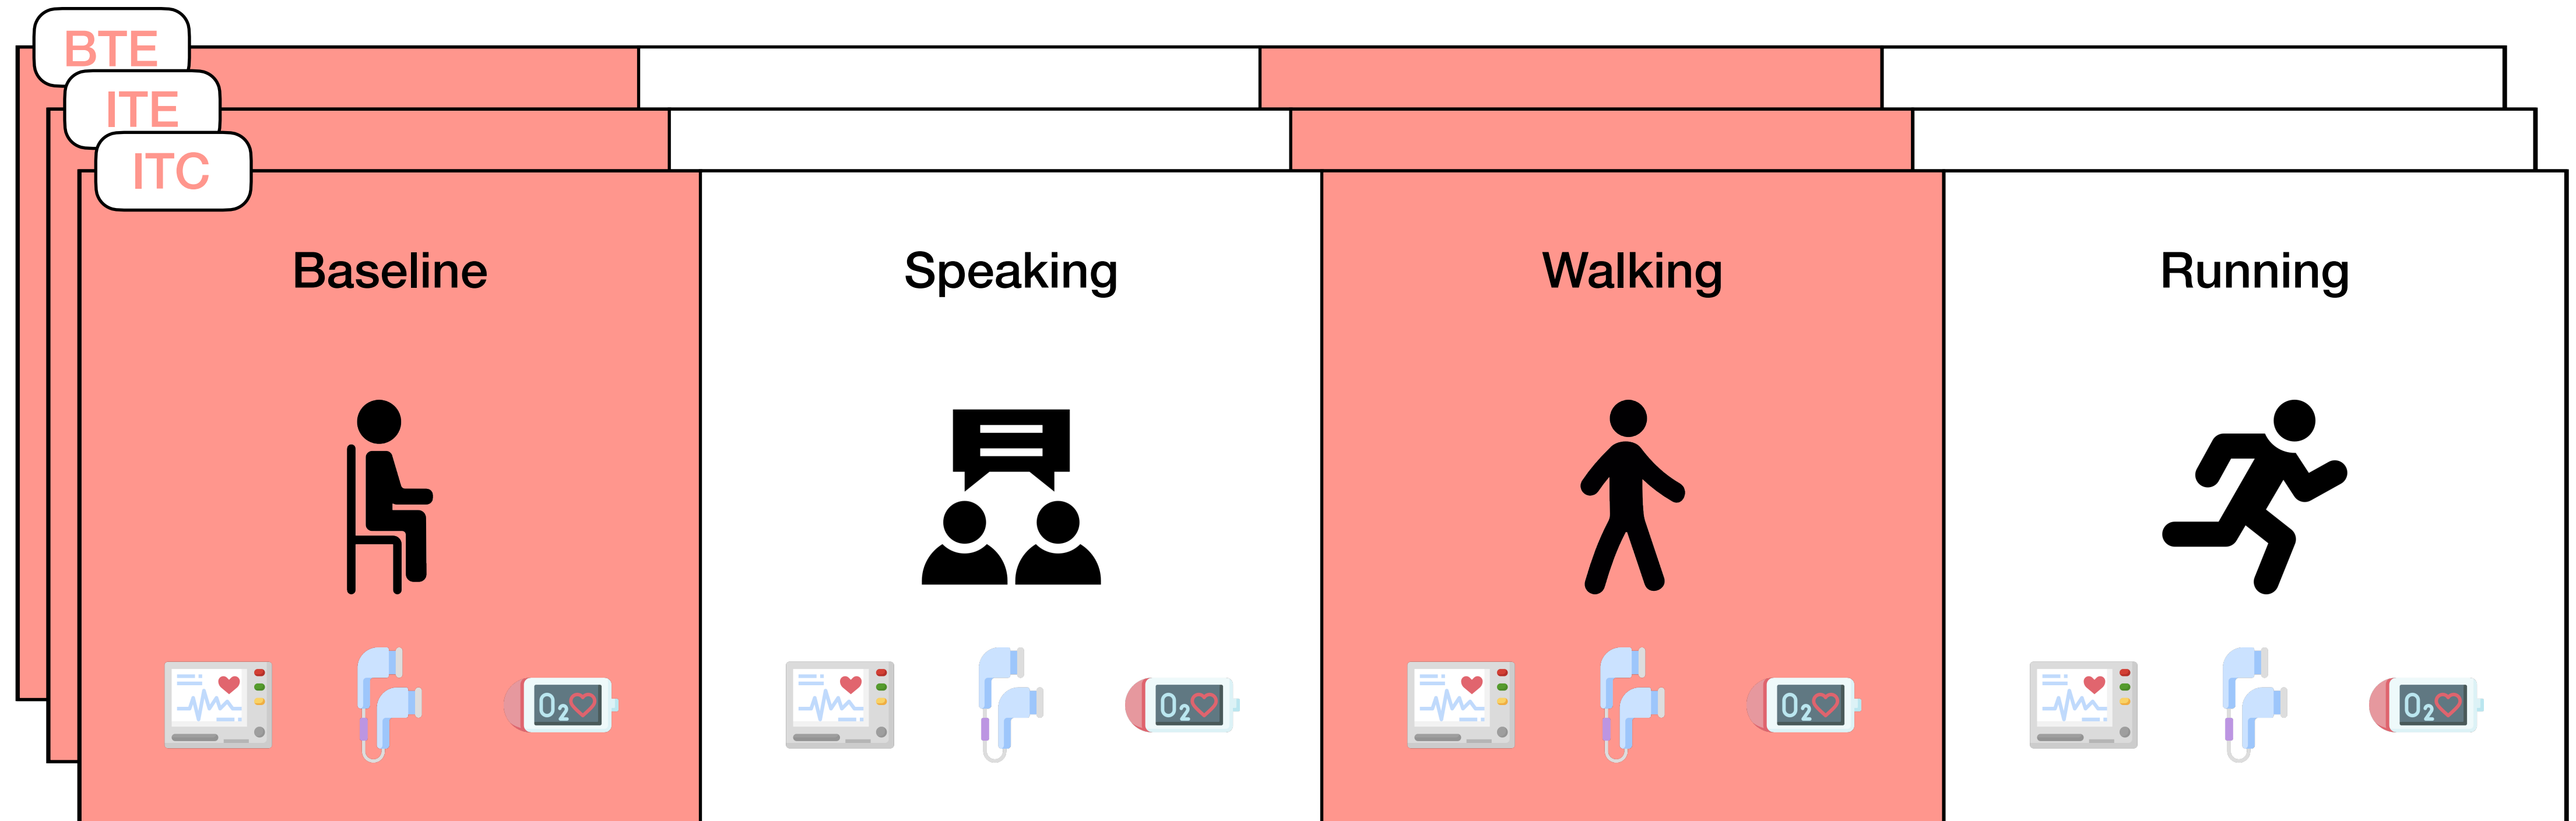 BTE
ITE
ITC
Baseline
Speaking
Walking
Running
O2
O2
O2
O2